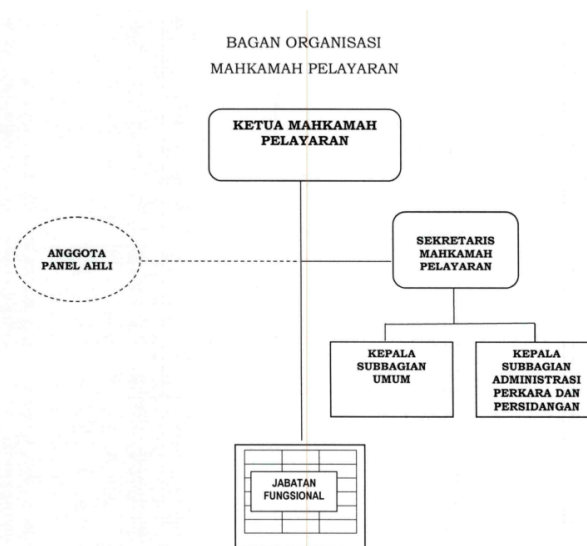 BAGAN ORGANISASI
MAHKAMAH PELAYARAN
KETUA MAHKAMAH
PELAYARAN
ANGGOTA
PANEL AHLI
SEKRETARIS
MAHKAMAH
PELAYARAN
KEPALA
SUBBAGIAN
UMUM
KEPALA
SUBBAGIAN
ADMINISTRASI
PERKARA DAN
PERSIDANGAN
JABATAN
FUNGSIONAL